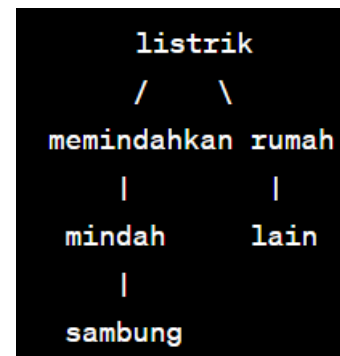 listrik
/ \
memindahkan rumah
| |
mindah lain
|
sambung